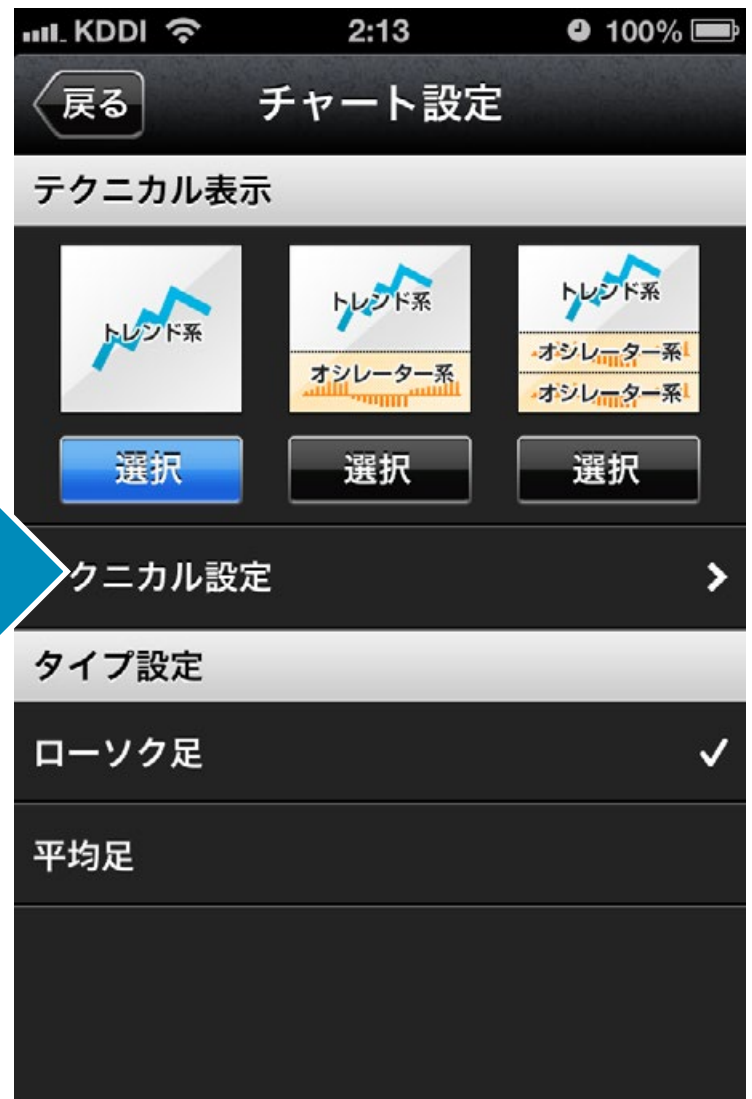 KDDI 2:13 100%
戻る チャート設定
テクニカル表示
トレンド系 トレンド系 トレンド系
オシレーター系 オシレーター系
オシレーター系
選択 選択 選択
クニカル設定
タイプ設定
ローソク足
平均足